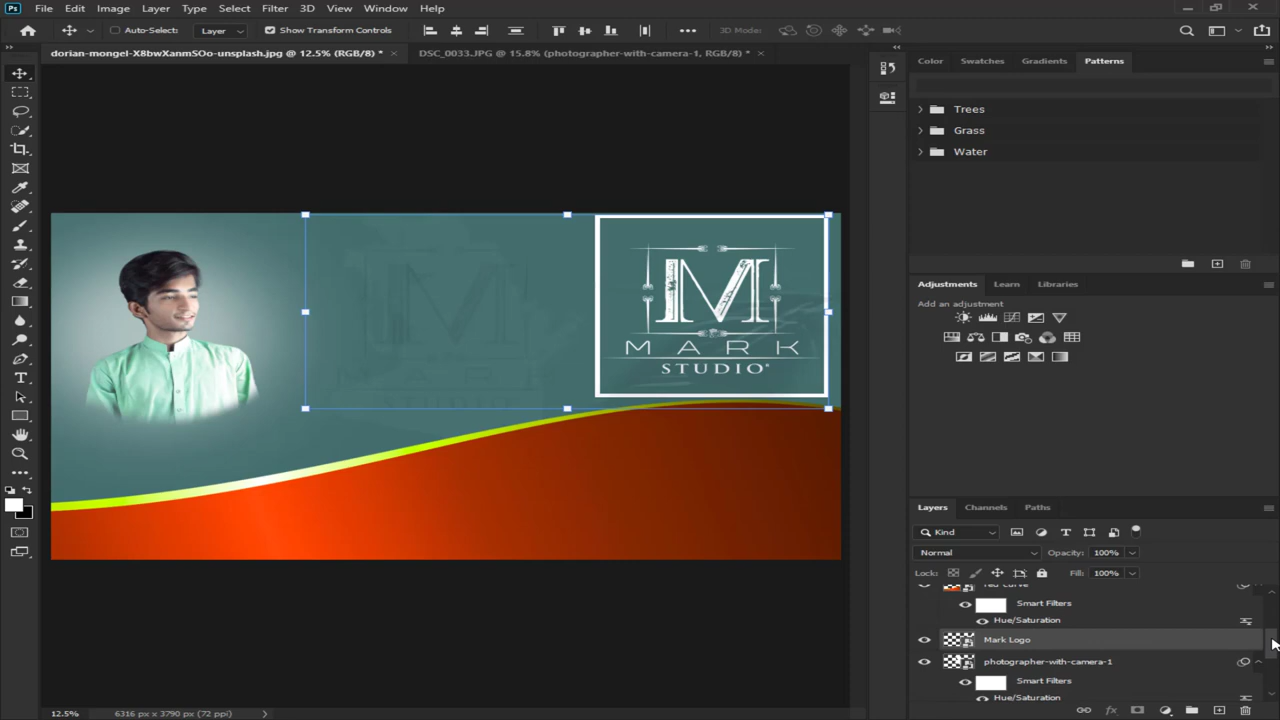 Ps File Edit Image Layer Type Select Filter 3D View Window Help
Auto-Select: Layer Show Transform Controls 3D Mode:
dorian-mongel-X8bwXanmSOo-unsplash.jpg @ 12.5% (RGB/8) * DSC_0033.JPG @ 15.8% (photographer-with-camera-1, RGB/8) *
Color Swatches Gradients Patterns
Trees
Grass
Water
M
MARK
STUDIO
Adjustments Learn Libraries
Add an adjustment
Layers Channels Paths
Kind
Normal Opacity: 100%
Lock: Fill: 100%
red-curve
Smart Filters
Hue/Saturation
Mark Logo
photographer-with-camera-1
Smart Filters
Hue/Saturation
12.5% 6316 px x 3790 px (72 ppi)